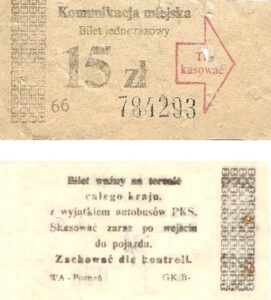 Komunikacja miejska
Bilet jednorazowy
15 zł
Tu
kasować
66
784293
Bilet ważny na terenie
całego kraju,
z wyjątkiem autobusów PKS.
Skasować zaraz po wejściu
do pojazdu.
Zachować do kontroli.
WA - Poznań GK/B-